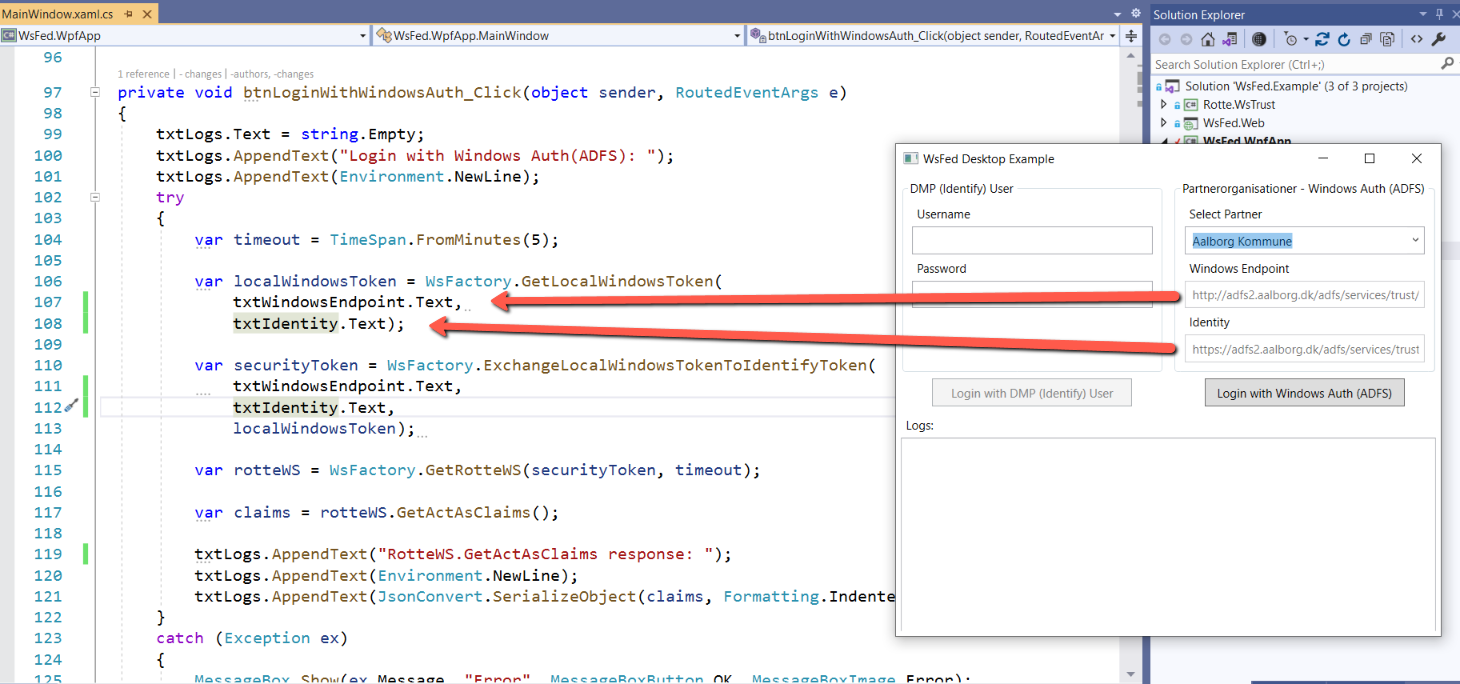 MainWindow.xaml.cs
WsFed.WpfApp
WsFed.WpfApp.MainWindow
btnLoginWithWindowsAuth_Click(object sender, RoutedEventAr
96
1 reference | - changes | -authors, -changes
97 private void btnLoginWithWindowsAuth_Click(object sender, RoutedEventArgs e)
98 {
99 txtLogs.Text = string.Empty;
100 txtLogs.AppendText("Login with Windows Auth(ADFS): ");
101 txtLogs.AppendText(Environment.NewLine);
102 try
103 {
104 var timeout = TimeSpan.FromMinutes(5);
105
106 var localWindowsToken = WsFactory.GetLocalWindowsToken(
107 txtWindowsEndpoint.Text,
108 txtIdentity.Text);
109
110 var securityToken = WsFactory.ExchangeLocalWindowsTokenToIdentifyToken(
111 txtWindowsEndpoint.Text,
112 txtIdentity.Text,
113 localWindowsToken);
114
115 var rotteWS = WsFactory.GetRotteWS(securityToken, timeout);
116
117 var claims = rotteWS.GetActAsClaims();
118
119 txtLogs.AppendText("RotteWS.GetActAsClaims response: ");
120 txtLogs.AppendText(Environment.NewLine);
121 txtLogs.AppendText(JsonConvert.SerializeObject(claims, Formatting.Indente
122 }
123 catch (Exception ex)
124 {
125 MessageBox.Show(ex.Message, "Error", MessageBoxButton.OK, MessageBoxImage.Error);
Solution Explorer
Search Solution Explorer (Ctrl+;)
Solution 'WsFed.Example' (3 of 3 projects)
Rotte.WsTrust
WsFed.Web
WsFed.WpfApp
WsFed Desktop Example
DMP (Identify) User
Username
Password
Login with DMP (Identify) User
Partnerorganisationer - Windows Auth (ADFS)
Select Partner
Aalborg Kommune
Windows Endpoint
http://adfs2.aalborg.dk/adfs/services/trust/
Identity
https://adfs2.aalborg.dk/adfs/services/trust
Login with Windows Auth (ADFS)
Logs: